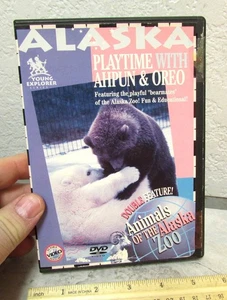 ALASKA
YOUNG
EXPLORER
PLAYTIME WITH
AHPUN & OREO
Featuring the playful "bearmates"
of the Alaska Zoo! Fun & Educational!
DOUBLE FEATURE!
Animals
OF THE Alaska
Zoo
VIDEO
DVD